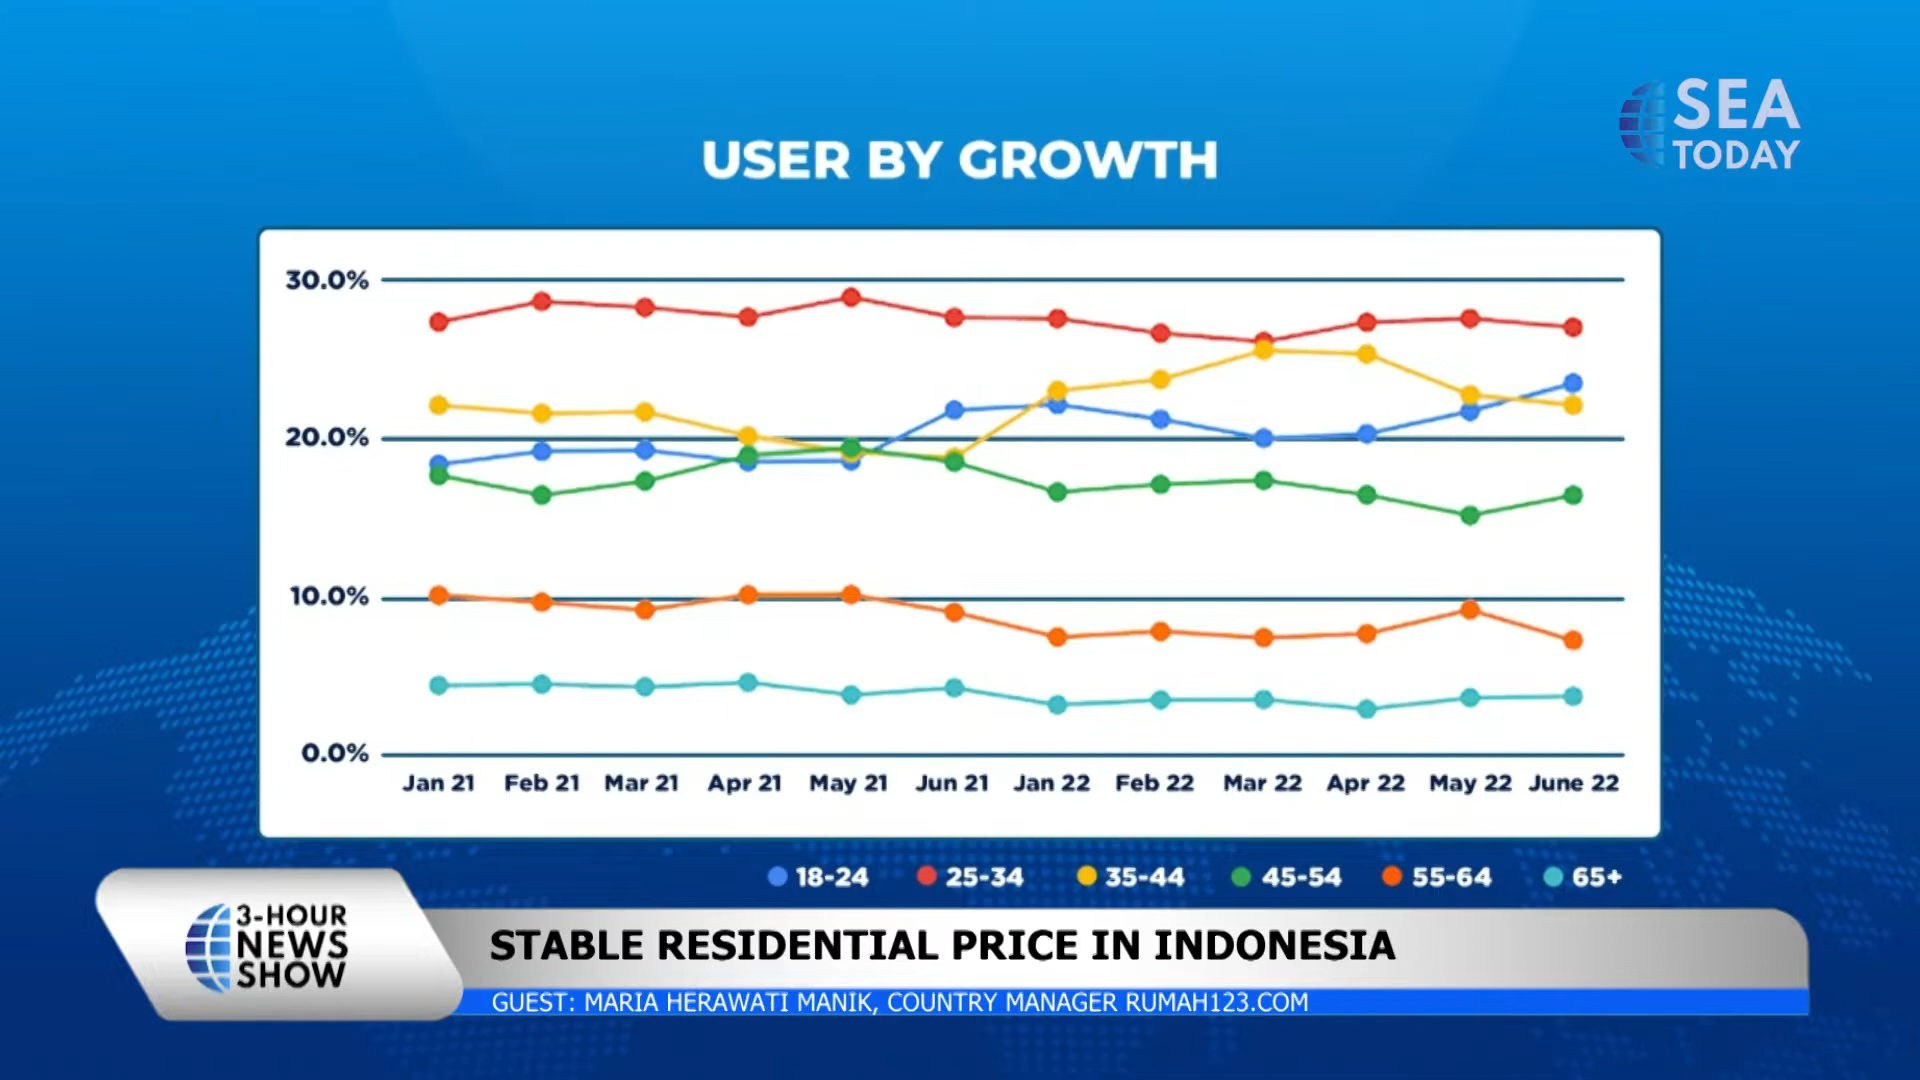 SEA
TODAY
USER BY GROWTH
30.0%
20.0%
10.0%
0.0%
Jan 21 Feb 21 Mar 21 Apr 21 May 21 Jun 21 Jan 22 Feb 22 Mar 22 Apr 22 May 22 June 22
18-24 25-34 35-44 45-54 55-64 65+
3-HOUR
NEWS
SHOW
STABLE RESIDENTIAL PRICE IN INDONESIA
GUEST: MARIA HERAWATI MANIK, COUNTRY MANAGER RUMAH123.COM